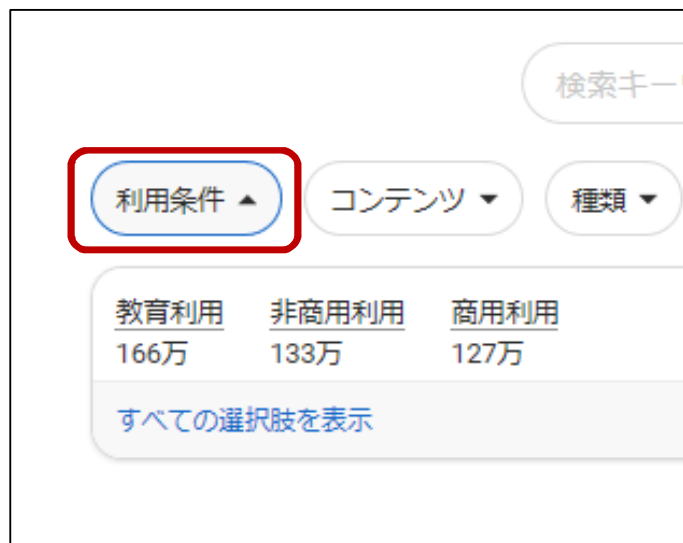 検索キー
利用条件 ▲ コンテンツ ▼ 種類 ▼
教育利用 非商用利用 商用利用
166万 133万 127万
すべての選択肢を表示